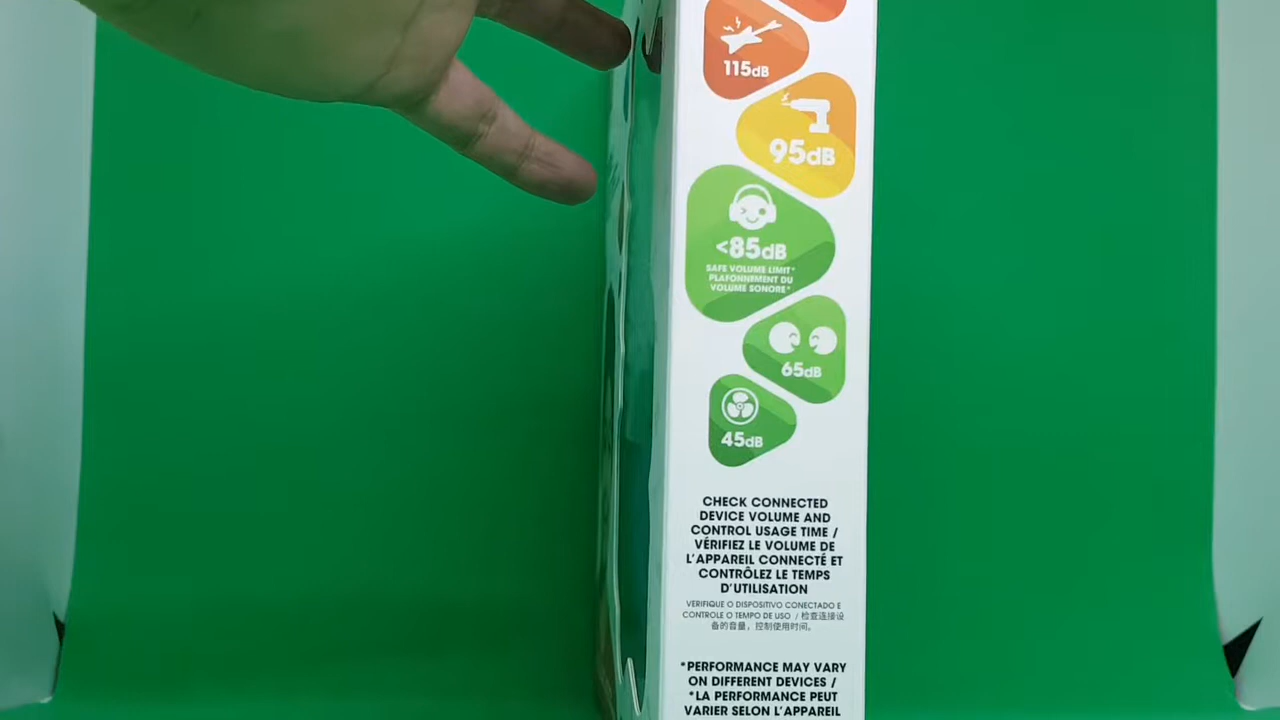 115dB
95dB
<85dB
SAFE VOLUME LIMIT*
PLAFONNEMENT DU
VOLUME SONORE*
65dB
45dB
CHECK CONNECTED
DEVICE VOLUME AND
CONTROL USAGE TIME /
VÉRIFIEZ LE VOLUME DE
L'APPAREIL CONNECTÉ ET
CONTRÔLEZ LE TEMPS
D'UTILISATION
VERIFIQUE O DISPOSITIVO CONECTADO E
CONTROLE O TEMPO DE USO / 检查连接设
备的音量，控制使用时间。
*PERFORMANCE MAY VARY
ON DIFFERENT DEVICES /
*LA PERFORMANCE PEUT
VARIER SELON L'APPAREIL